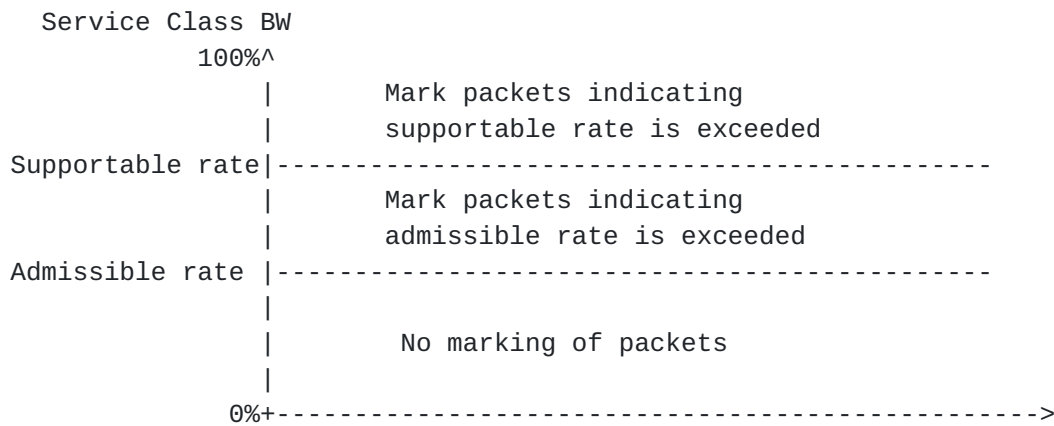 Service Class BW
100%^
|       Mark packets indicating
|       supportable rate is exceeded
Supportable rate|----------------------------------------------
|       Mark packets indicating
|       admissible rate is exceeded
Admissible rate |----------------------------------------------
|
|        No marking of packets
|
0%+------------------------------------------------->